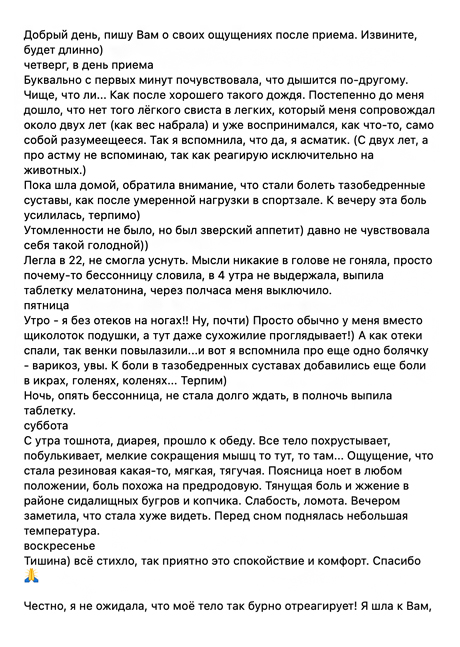 Добрый день, пишу Вам о своих ощущениях после приема. Извините,
будет длинно)
четверг, в день приема
Буквально с первых минут почувствовала, что дышится по-другому.
Чище, что ли... Как после хорошего такого дождя. Постепенно до меня
дошло, что нет того лёгкого свиста в легких, который меня сопровождал
около двух лет (как вес набрала) и уже воспринимался, как что-то, само
собой разумеещееся. Так я вспомнила, что да, я асматик. (С двух лет, а
про астму не вспоминаю, так как реагирую исключительно на
животных.)
Пока шла домой, обратила внимание, что стали болеть тазобедренные
суставы, как после умеренной нагрузки в спортзале. К вечеру эта боль
усилилась, терпимо)
Утомленности не было, но был зверский аппетит) давно не чувствовала
себя такой голодной))
Легла в 22, не смогла уснуть. Мысли никакие в голове не гоняла, просто
почему-то бессонницу словила, в 4 утра не выдержала, выпила
таблетку мелатонина, через полчаса меня выключило.
пятница
Утро - я без отеков на ногах!! Ну, почти) Просто обычно у меня вместо
щиколоток подушки, а тут даже сухожилие проглядывает!) А как отеки
спали, так венки повылазили...и вот я вспомнила про еще одно болячку
- варикоз, увы. К боли в тазобедренных суставах добавились еще боли
в икрах, голенях, коленях... Терпим)
Ночь, опять бессонница, не стала долго ждать, в полночь выпила
таблетку.
суббота
С утра тошнота, диарея, прошло к обеду. Все тело похрустывает,
побулькивает, мелкие сокращения мышц то тут, то там... Ощущение, что
стала резиновая какая-то, мягкая, тягучая. Поясница ноет в любом
положении, боль похожа на предродовую. Тянущая боль и жжение в
районе сидалищных бугров и копчика. Слабость, ломота. Вечером
заметила, что стала хуже видеть. Перед сном поднялась небольшая
температура.
воскресенье
Тишина) всё стихло, так приятно это спокойствие и комфорт. Спасибо
🙏
Честно, я не ожидала, что моё тело так бурно отреагирует! Я шла к Вам,